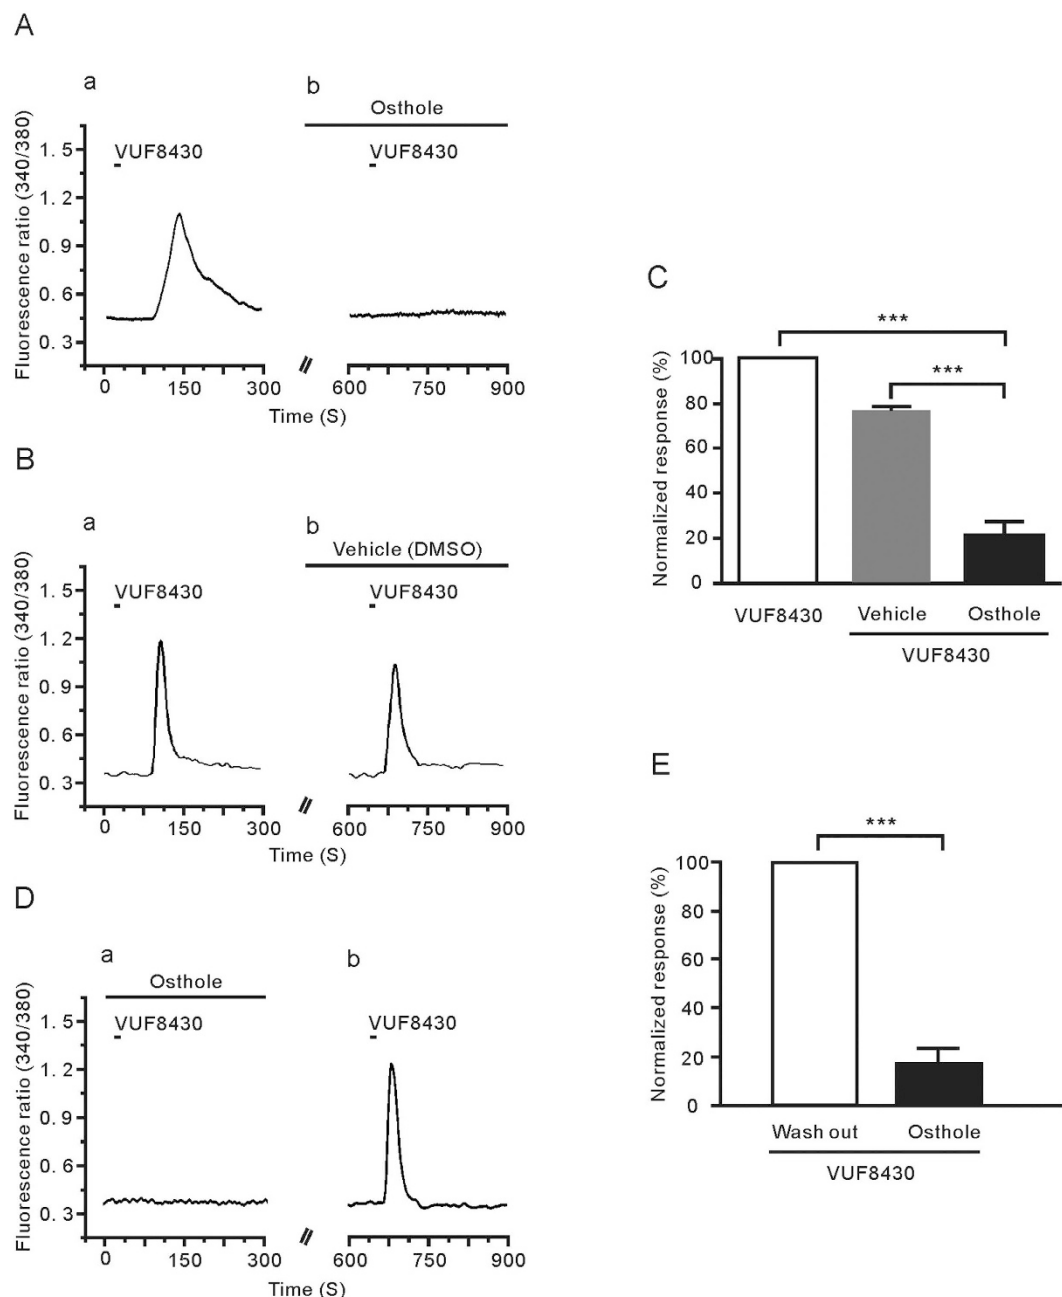 A
a
b
Osthole
VUF8430
VUF8430
Fluorescence ratio (340/380)
1.5
1.2
0.9
0.6
0.3
0 150 300 600 750 900
Time (S)
B
a
b
Vehicle (DMSO)
VUF8430
VUF8430
Fluorescence ratio (340/380)
1.5
1.2
0.9
0.6
0.3
0 150 300 600 750 900
Time (S)
C
***
***
Normalized response (%)
100
80
60
40
20
0
VUF8430 Vehicle Osthole
VUF8430
D
a
b
Osthole
VUF8430
VUF8430
Fluorescence ratio (340/380)
1.5
1.2
0.9
0.6
0.3
0 150 300 600 750 900
Time (S)
E
***
Normalized response (%)
100
80
60
40
20
0
Wash out Osthole
VUF8430